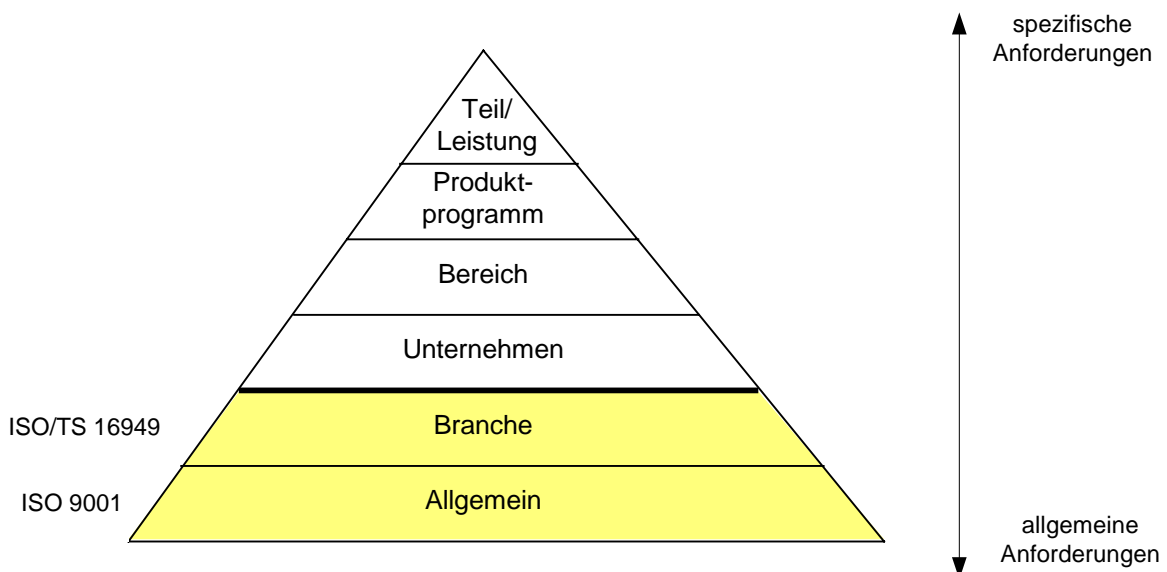 spezifische
Anforderungen
Teil/
Leistung
Produkt-
programm
Bereich
Unternehmen
ISO/TS 16949
Branche
ISO 9001
Allgemein
allgemeine
Anforderungen